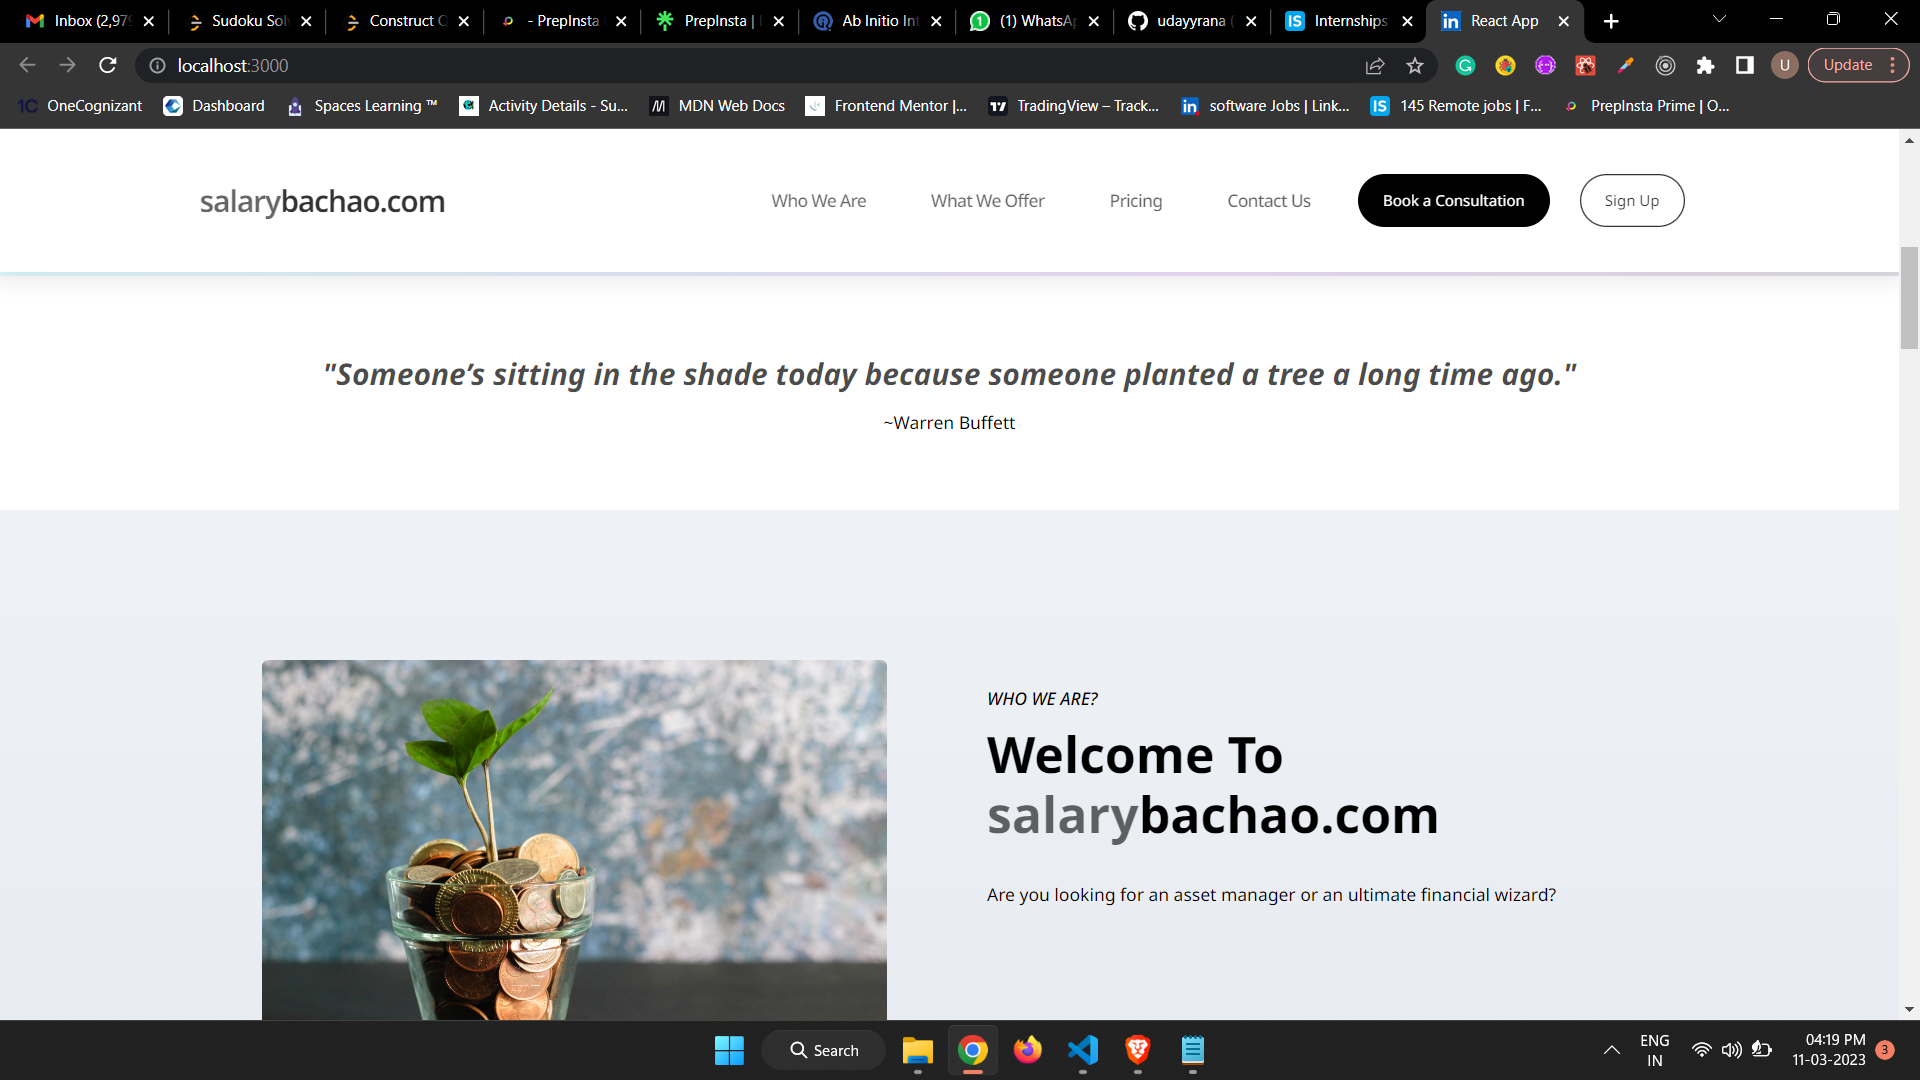 Inbox (2,979
Sudoku Sol
Construct
- PrepInsta
PrepInsta |
Ab Initio Int
(1) WhatsAp
udayyrana
Internships
React App
localhost:3000
U
Update
OneCognizant
Dashboard
Spaces Learning ™
Activity Details - Su...
MDN Web Docs
Frontend Mentor |...
TradingView – Track...
software Jobs | Link...
145 Remote jobs | F...
PrepInsta Prime | O...
salarybachao.com
Who We Are
What We Offer
Pricing
Contact Us
Book a Consultation
Sign Up
"Someone’s sitting in the shade today because someone planted a tree a long time ago."
~Warren Buffett
WHO WE ARE?
Welcome To
salarybachao.com
Are you looking for an asset manager or an ultimate financial wizard?
Search
ENG
IN
04:19 PM
11-03-2023
3